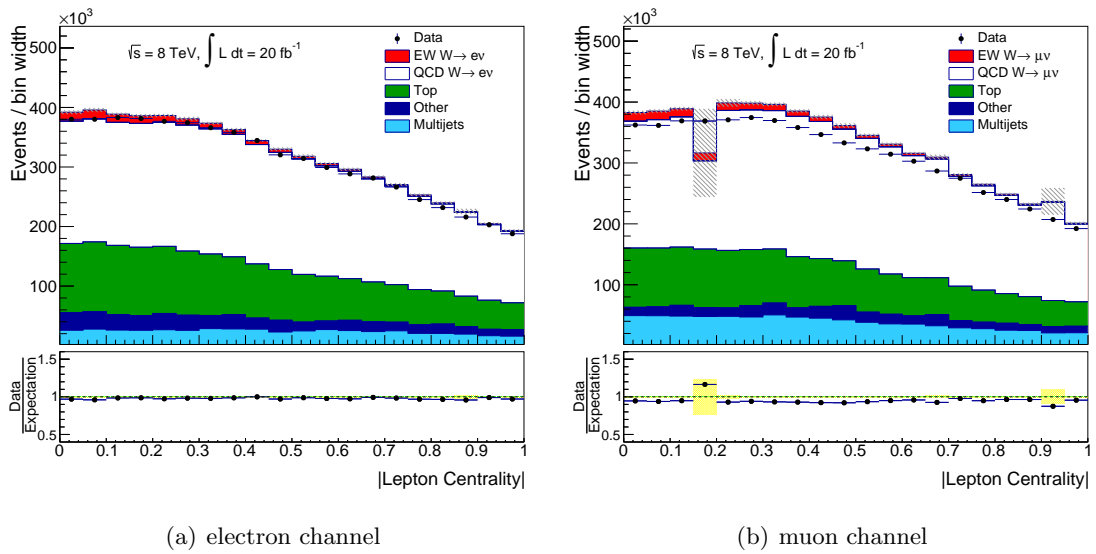 ×10³
Events / bin width
500
400
300
200
100
√s = 8 TeV, ∫ L dt = 20 fb⁻¹
Data
EW W→ eν
QCD W→ eν
Top
Other
Multijets
Data
Expectation
1.5
1
0.5
0 0.1 0.2 0.3 0.4 0.5 0.6 0.7 0.8 0.9 1
|Lepton Centrality|
(a) electron channel
×10³
Events / bin width
500
400
300
200
100
√s = 8 TeV, ∫ L dt = 20 fb⁻¹
Data
EW W→ μν
QCD W→ μν
Top
Other
Multijets
Data
Expectation
1.5
1
0.5
0 0.1 0.2 0.3 0.4 0.5 0.6 0.7 0.8 0.9 1
|Lepton Centrality|
(b) muon channel